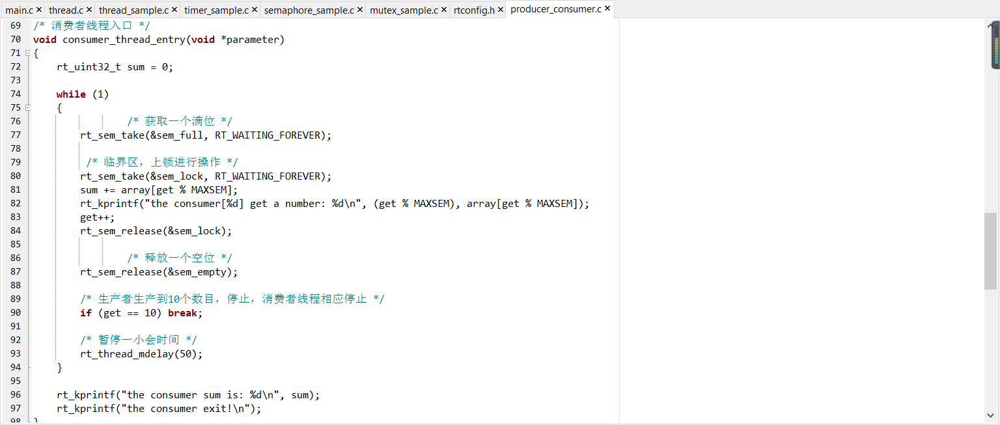 main.c × thread.c × thread_sample.c × timer_sample.c × semaphore_sample.c × mutex_sample.c × rtconfig.h × producer_consumer.c ×
69 /* 消费者线程入口 */
70 void consumer_thread_entry(void *parameter)
71 {
72 rt_uint32_t sum = 0;
73
74 while (1)
75 {
76 /* 获取一个满位 */
77 rt_sem_take(&sem_full, RT_WAITING_FOREVER);
78
79 /* 临界区，上锁进行操作 */
80 rt_sem_take(&sem_lock, RT_WAITING_FOREVER);
81 sum += array[get % MAXSEM];
82 rt_kprintf("the consumer[%d] get a number: %d\n", (get % MAXSEM), array[get % MAXSEM]);
83 get++;
84 rt_sem_release(&sem_lock);
85
86 /* 释放一个空位 */
87 rt_sem_release(&sem_empty);
88
89 /* 生产者生产到10个数目，停止，消费者线程相应停止 */
90 if (get == 10) break;
91
92 /* 暂停一小会时间 */
93 rt_thread_mdelay(50);
94 }
95
96 rt_kprintf("the consumer sum is: %d\n", sum);
97 rt_kprintf("the consumer exit!\n");
98 }